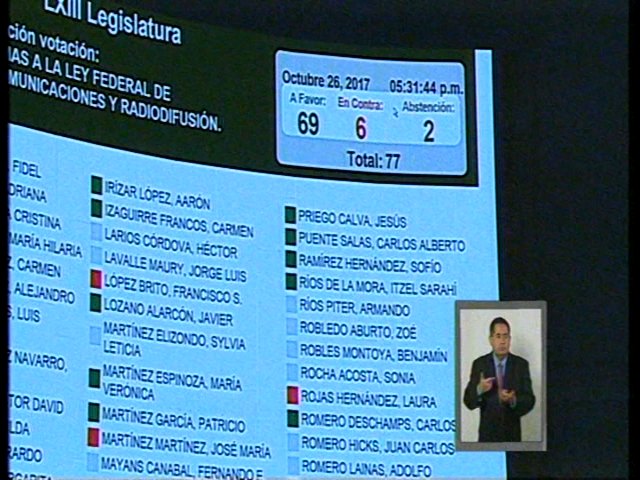 LXIII Legislatura
ción votación:
IAS A LA LEY FEDERAL DE
MUNICACIONES Y RADIODIFUSIÓN.
Octubre 26, 2017 05:31:44 p.m.
A Favor: En Contra: Abstención:
69 6 2
Total: 77
FIDEL
DRIANA
CRISTINA
MARÍA HILARIA
Z, CARMEN
ALEJANDRO
S, LUIS
Z NAVARRO,
TOR DAVID
LDA
RARDO
MARGARITA
IRÍZAR LÓPEZ, AARÓN
IZAGUIRRE FRANCOS, CARMEN
LARIOS CÓRDOVA, HÉCTOR
LAVALLE MAURY, JORGE LUIS
LÓPEZ BRITO, FRANCISCO S.
LOZANO ALARCÓN, JAVIER
MARTÍNEZ ELIZONDO, SYLVIA
LETICIA
MARTÍNEZ ESPINOZA, MARÍA
VERÓNICA
MARTÍNEZ GARCÍA, PATRICIO
MARTÍNEZ MARTÍNEZ, JOSÉ MARÍA
MAYANS CANABAL, FERNANDO E.
PRIEGO CALVA, JESÚS
PUENTE SALAS, CARLOS ALBERTO
RAMÍREZ HERNÁNDEZ, SOFÍO
RÍOS DE LA MORA, ITZEL SARAHÍ
RÍOS PITER, ARMANDO
ROBLEDO ABURTO, ZOÉ
ROBLES MONTOYA, BENJAMÍN
ROCHA ACOSTA, SONIA
ROJAS HERNÁNDEZ, LAURA
ROMERO DESCHAMPS, CARLOS
ROMERO HICKS, JUAN CARLOS
ROMERO LAINAS, ADOLFO